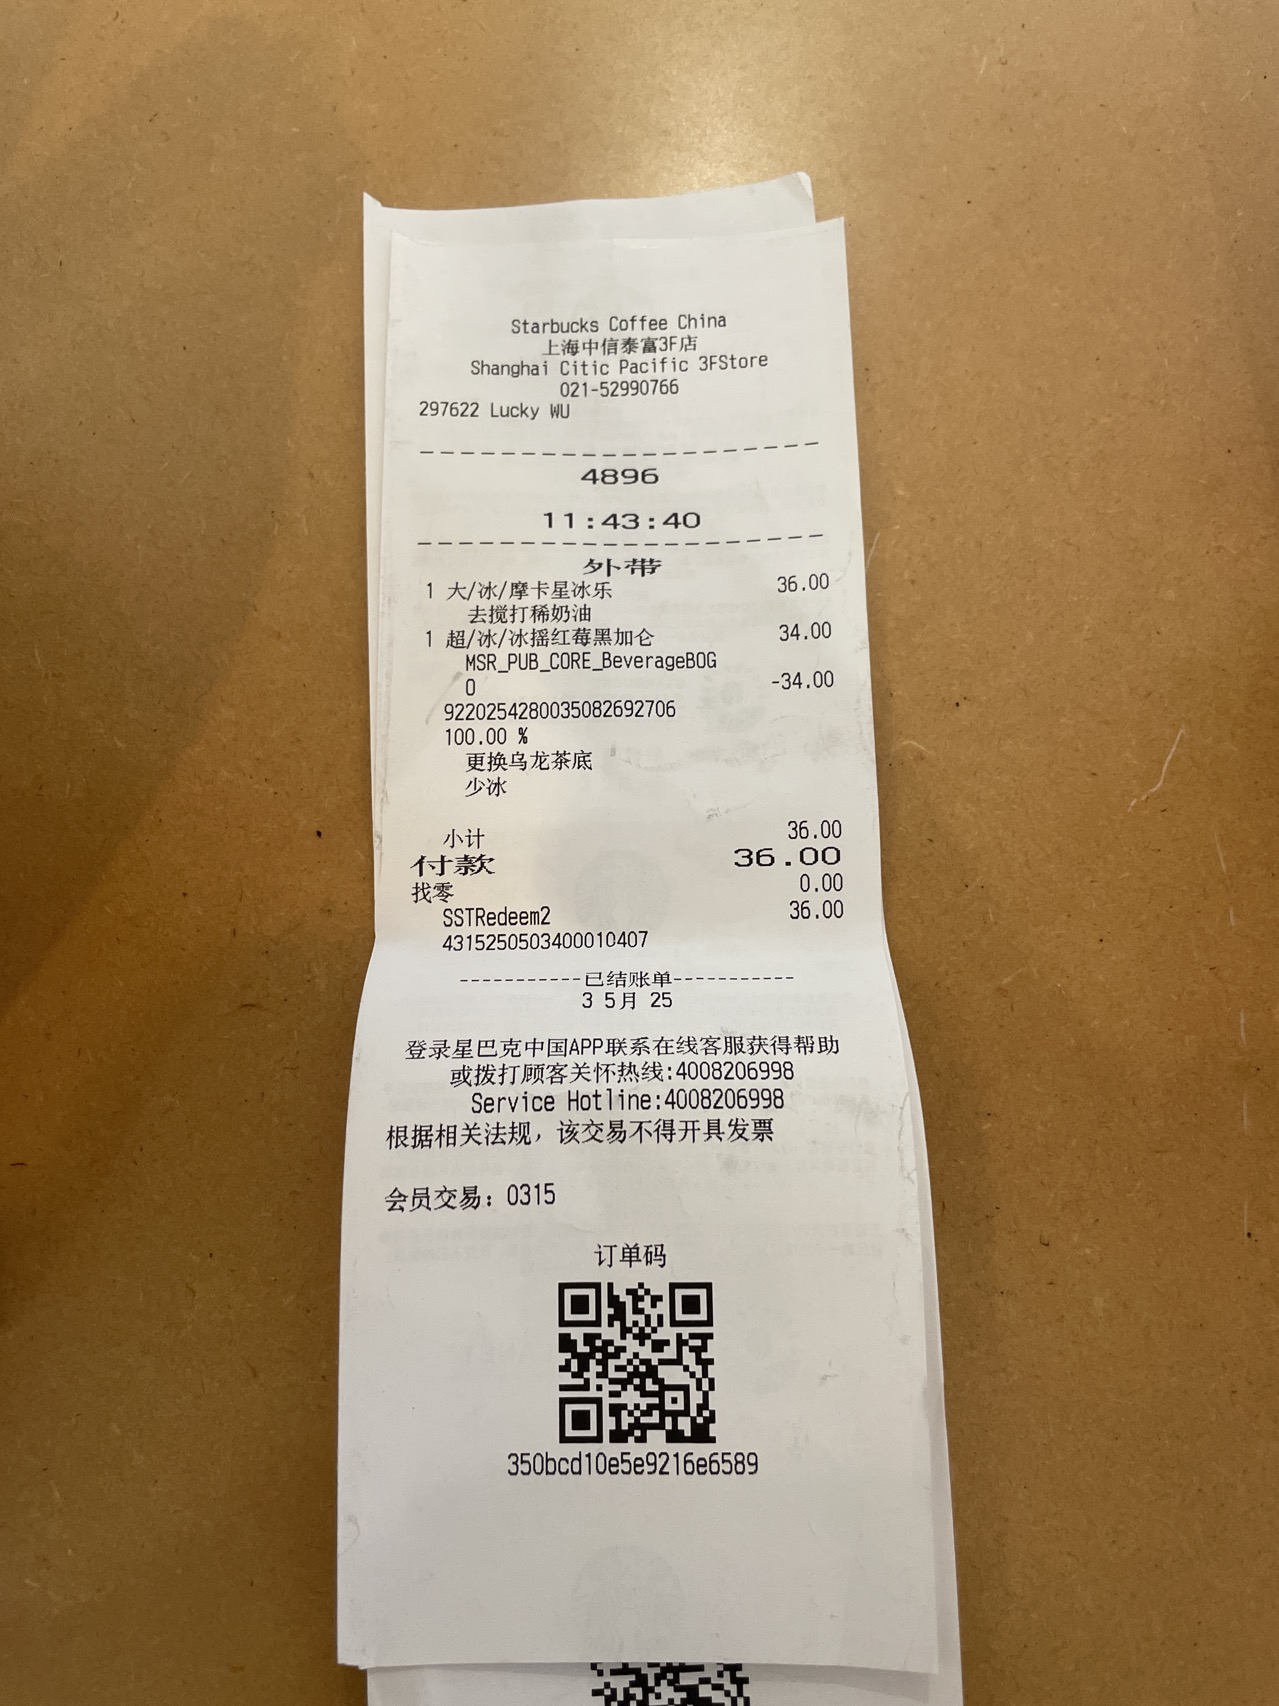 Starbucks Coffee China
上海中信泰富3F店
Shanghai Citic Pacific 3FStore
021-52990766
297622 Lucky WU
4896
11:43:40
外带
1 大/冰/摩卡星冰乐 36.00
去搅打稀奶油
1 超/冰/冰摇红莓黑加仑 34.00
MSR_PUB_CORE_BeverageBOG
O -34.00
9220254280035082692706
100.00 %
更换乌龙茶底
少冰
小计 36.00
付款 36.00
找零 0.00
SSTRedeem2 36.00
4315250503400010407
-----------已结账单-----------
3 5月 25
登录星巴克中国APP联系在线客服获得帮助
或拨打顾客关怀热线:4008206998
Service Hotline:4008206998
根据相关法规，该交易不得开具发票
会员交易: 0315
订单码
350bcd10e5e9216e6589